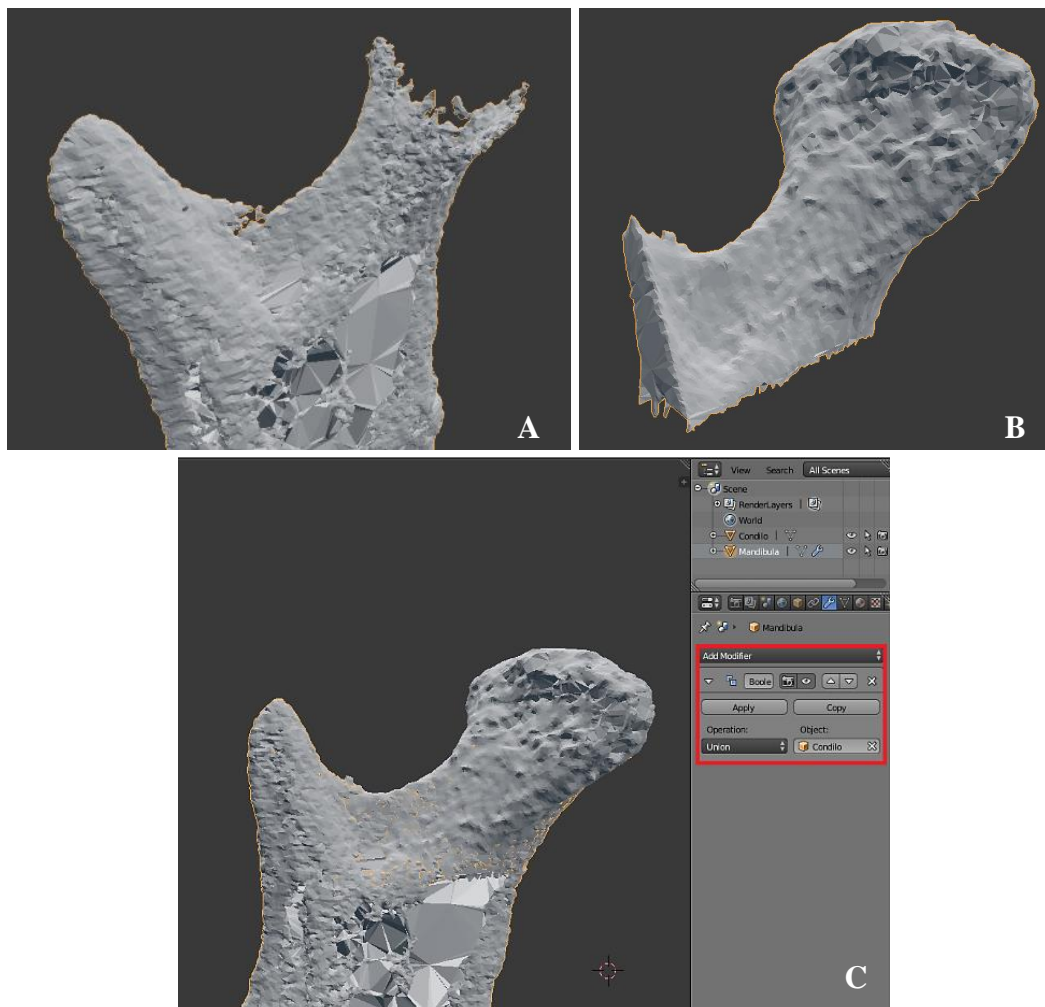 A
B
View Search All Scenes
Scene
RenderLayers
World
Condilo
Mandibula
Mandibula
Add Modifier
Boole
Apply Copy
Operation: Object:
Union Condilo
C